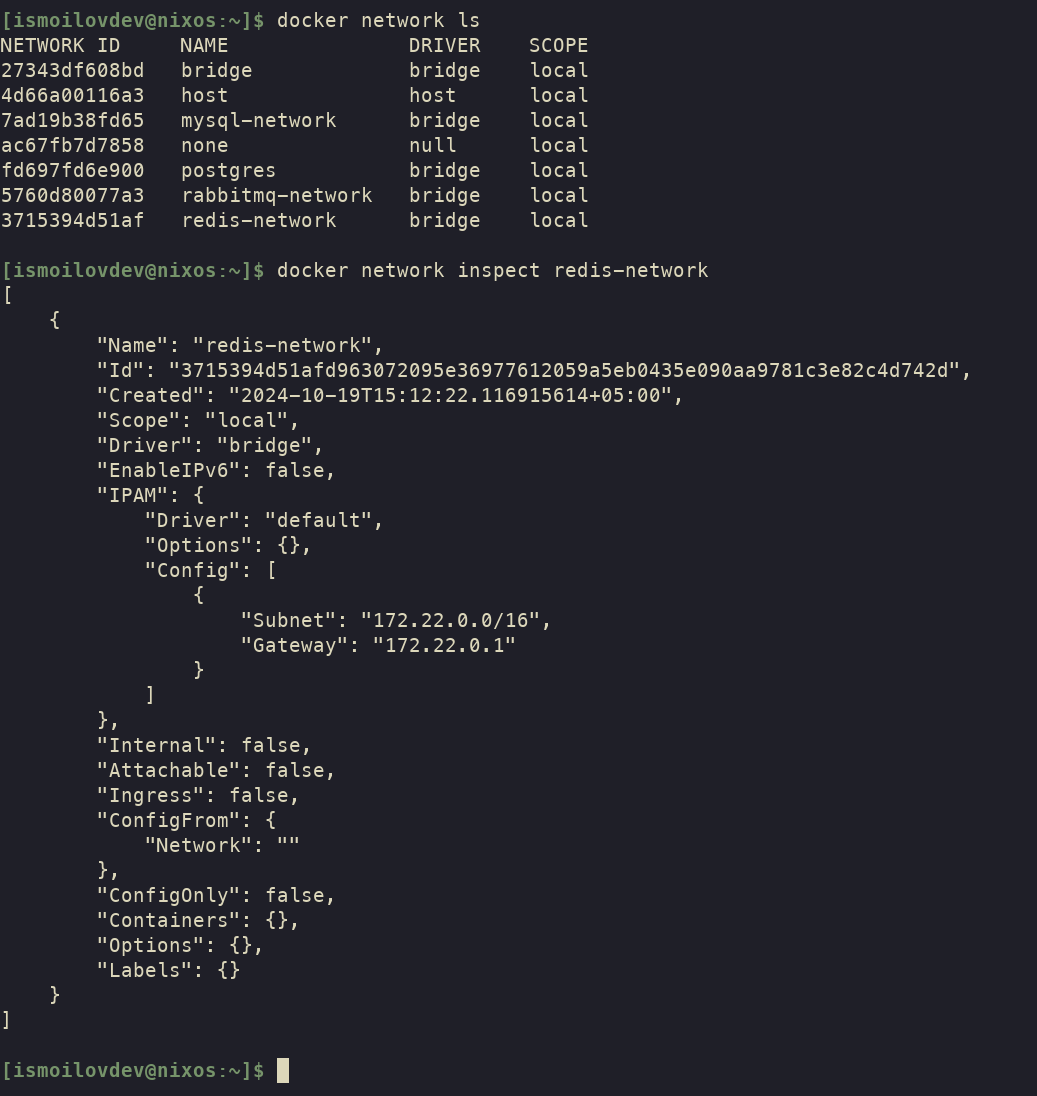 [ismoilovdev@nixos:~]$ docker network ls
NETWORK ID     NAME               DRIVER    SCOPE
27343df608bd   bridge             bridge    local
4d66a00116a3   host               host      local
7ad19b38fd65   mysql-network      bridge    local
ac67fb7d7858   none               null      local
fd697fd6e900   postgres           bridge    local
5760d80077a3   rabbitmq-network   bridge    local
3715394d51af   redis-network      bridge    local
[ismoilovdev@nixos:~]$ docker network inspect redis-network
[
    {
        "Name": "redis-network",
        "Id": "3715394d51afd963072095e36977612059a5eb0435e090aa9781c3e82c4d742d",
        "Created": "2024-10-19T15:12:22.116915614+05:00",
        "Scope": "local",
        "Driver": "bridge",
        "EnableIPv6": false,
        "IPAM": {
            "Driver": "default",
            "Options": {},
            "Config": [
                {
                    "Subnet": "172.22.0.0/16",
                    "Gateway": "172.22.0.1"
                }
            ]
        },
        "Internal": false,
        "Attachable": false,
        "Ingress": false,
        "ConfigFrom": {
            "Network": ""
        },
        "ConfigOnly": false,
        "Containers": {},
        "Options": {},
        "Labels": {}
    }
]
[ismoilovdev@nixos:~]$